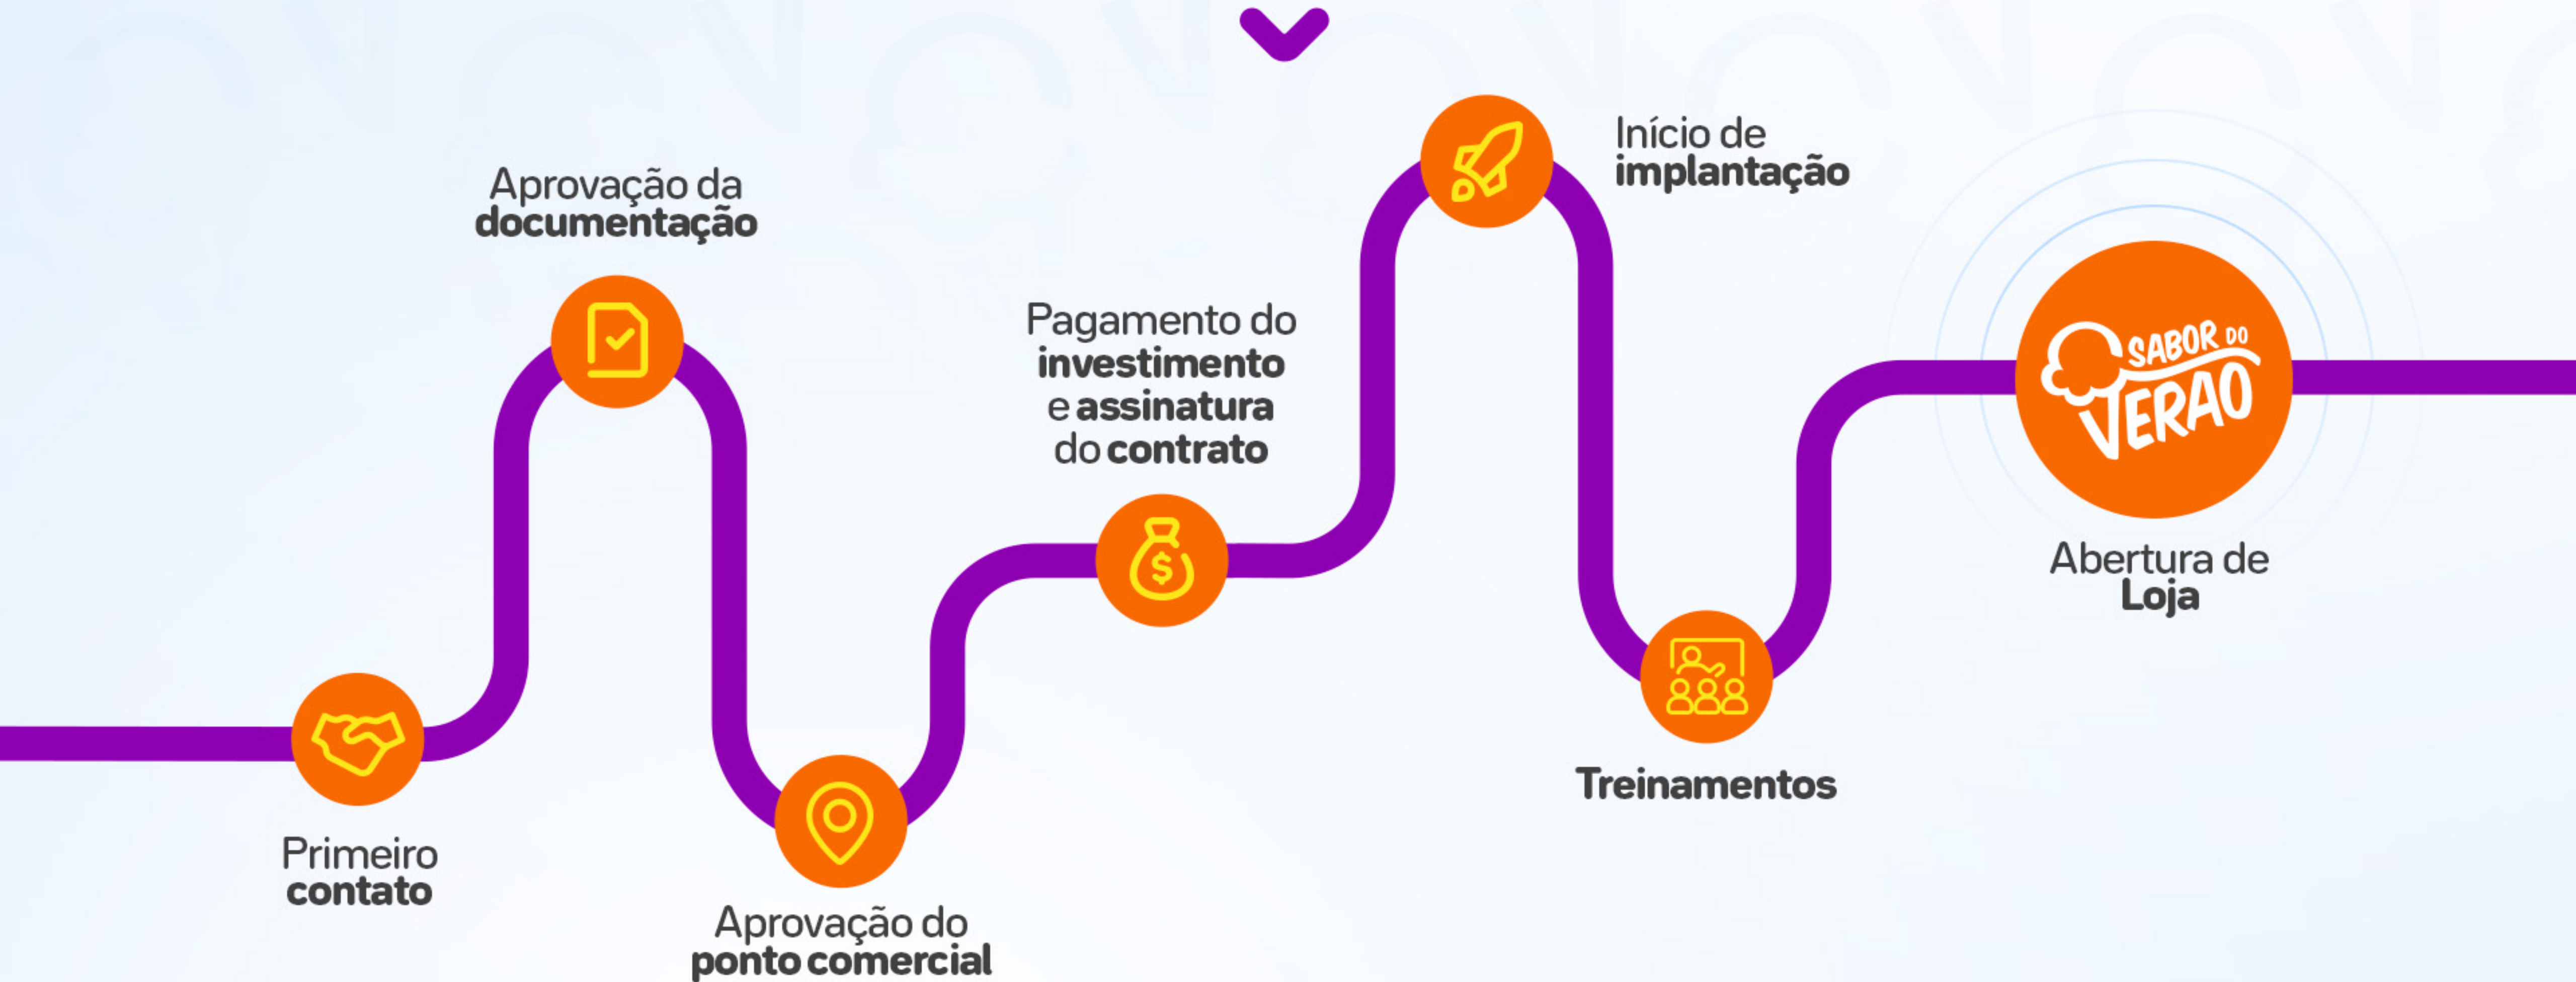 Primeiro
contato
Aprovação da
documentação
Aprovação do
ponto comercial
Pagamento do
investimento
e assinatura
do contrato
$
Início de
implantação
Treinamentos
SABOR DO
VERAO
Abertura de
Loja